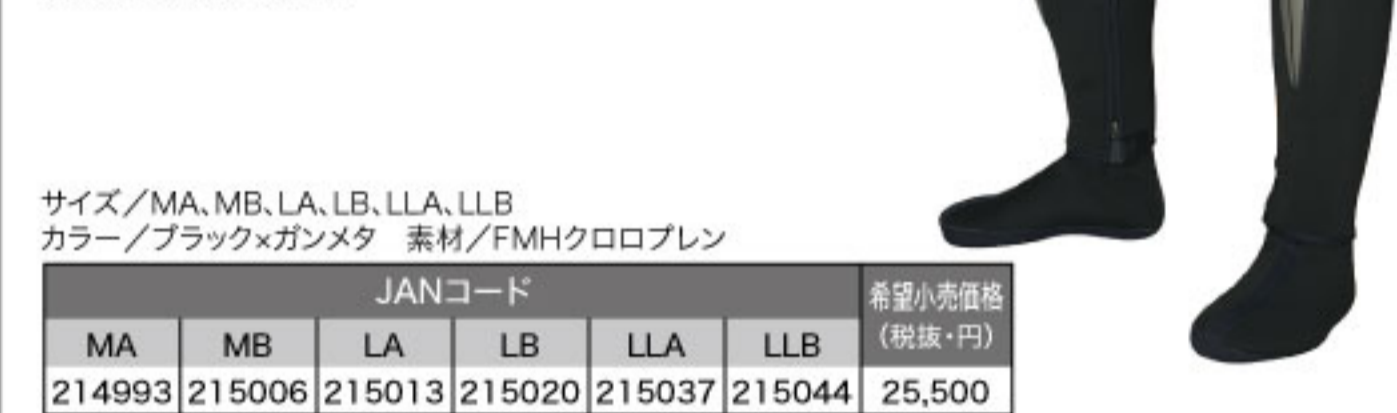 サイズ／MA、MB、LA、LB、LLA、LLB
カラー／ブラック×ガンメタ　素材／FMHクロロプレン
JANコード 希望小売価格
（税抜・円）
MA MB LA LB LLA LLB
214993 215006 215013 215020 215037 215044 25,500